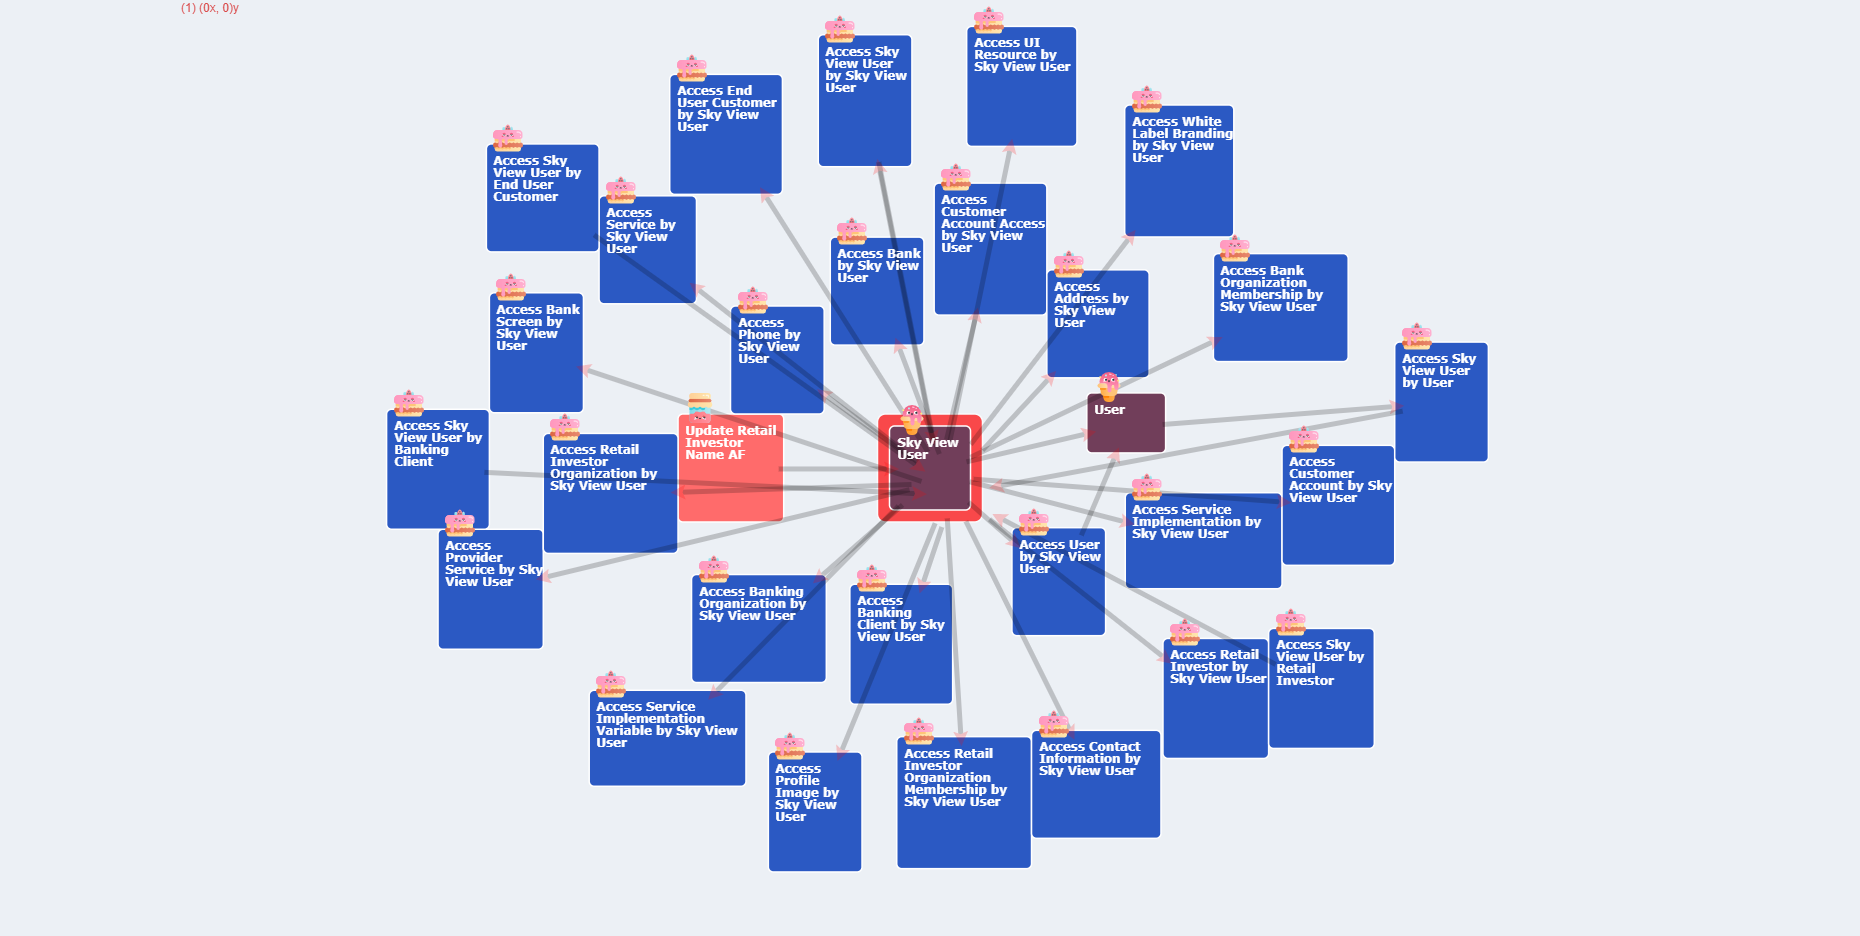 (1) (0x, 0)y
Access UI
Resource by
Sky View User
Access Sky
View User
by Sky View
User
Access End
User Customer
by Sky View
User
Access White
Label Branding
by Sky View
User
Access Sky
View User by
End User
Customer
Access
Service by
Sky View
User
Access
Customer
Account Access
by Sky View
User
Access Bank
by Sky View
User
Access
Address by
Sky View
User
Access Bank
Organization
Membership by
Sky View User
Access Bank
Screen by
Sky View
User
Access
Phone by
Sky View
User
Access Sky
View User
by User
User
Access Sky
View User by
Banking
Client
Access Retail
Investor
Organization by
Sky View User
Update Retail
Investor
Name AF
Sky View
User
Access
Customer
Account by Sky
View User
Access Service
Implementation by
Sky View User
Access
Provider
Service by Sky
View User
Access User
by Sky View
User
Access Banking
Organization by
Sky View User
Access
Banking
Client by Sky
View User
Access Retail
Investor by
Sky View User
Access Sky
View User by
Retail
Investor
Access Service
Implementation
Variable by Sky View
User
Access
Profile
Image by
Sky View
User
Access Retail
Investor
Organization
Membership by
Sky View User
Access Contact
Information by
Sky View User